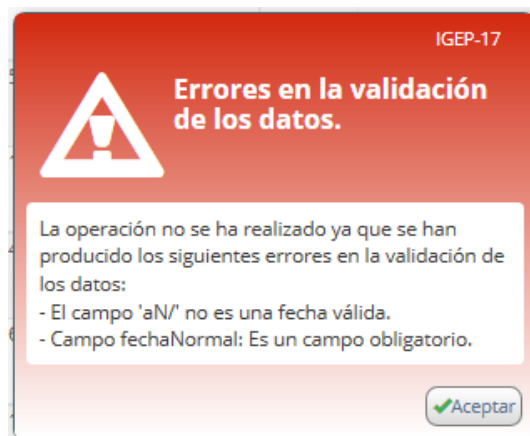 IGEP-17
Errores en la validación
de los datos.
La operación no se ha realizado ya que se han
producido los siguientes errores en la validación de
los datos:
- El campo 'aN/' no es una fecha válida.
- Campo fechaNormal: Es un campo obligatorio.
Aceptar